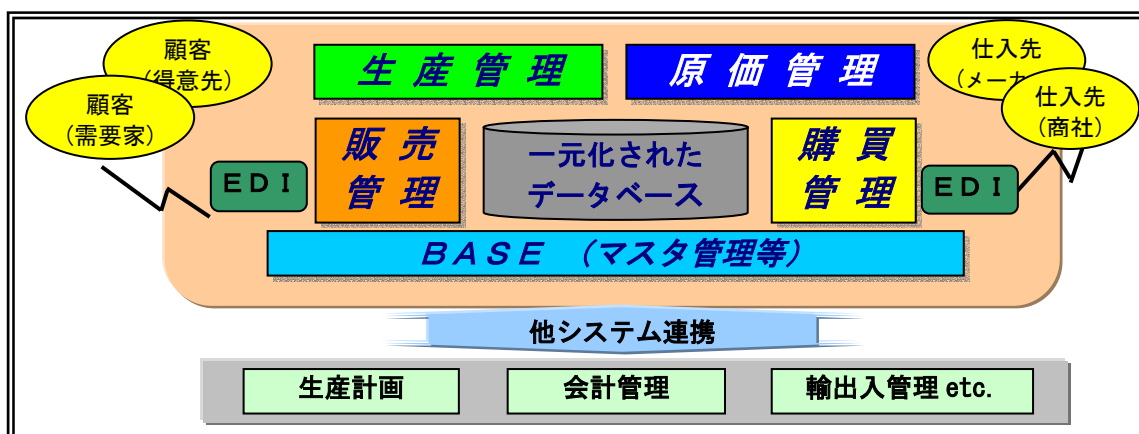 顧客
（得意先）
顧客
（需要家）
生産管理
原価管理
仕入先
（メーカ
仕入先
（商社）
ＥＤＩ
販売
管理
一元化された
データベース
購買
管理
ＥＤＩ
ＢＡＳＥ （マスタ管理等）
他システム連携
生産計画
会計管理
輸出入管理 etc.